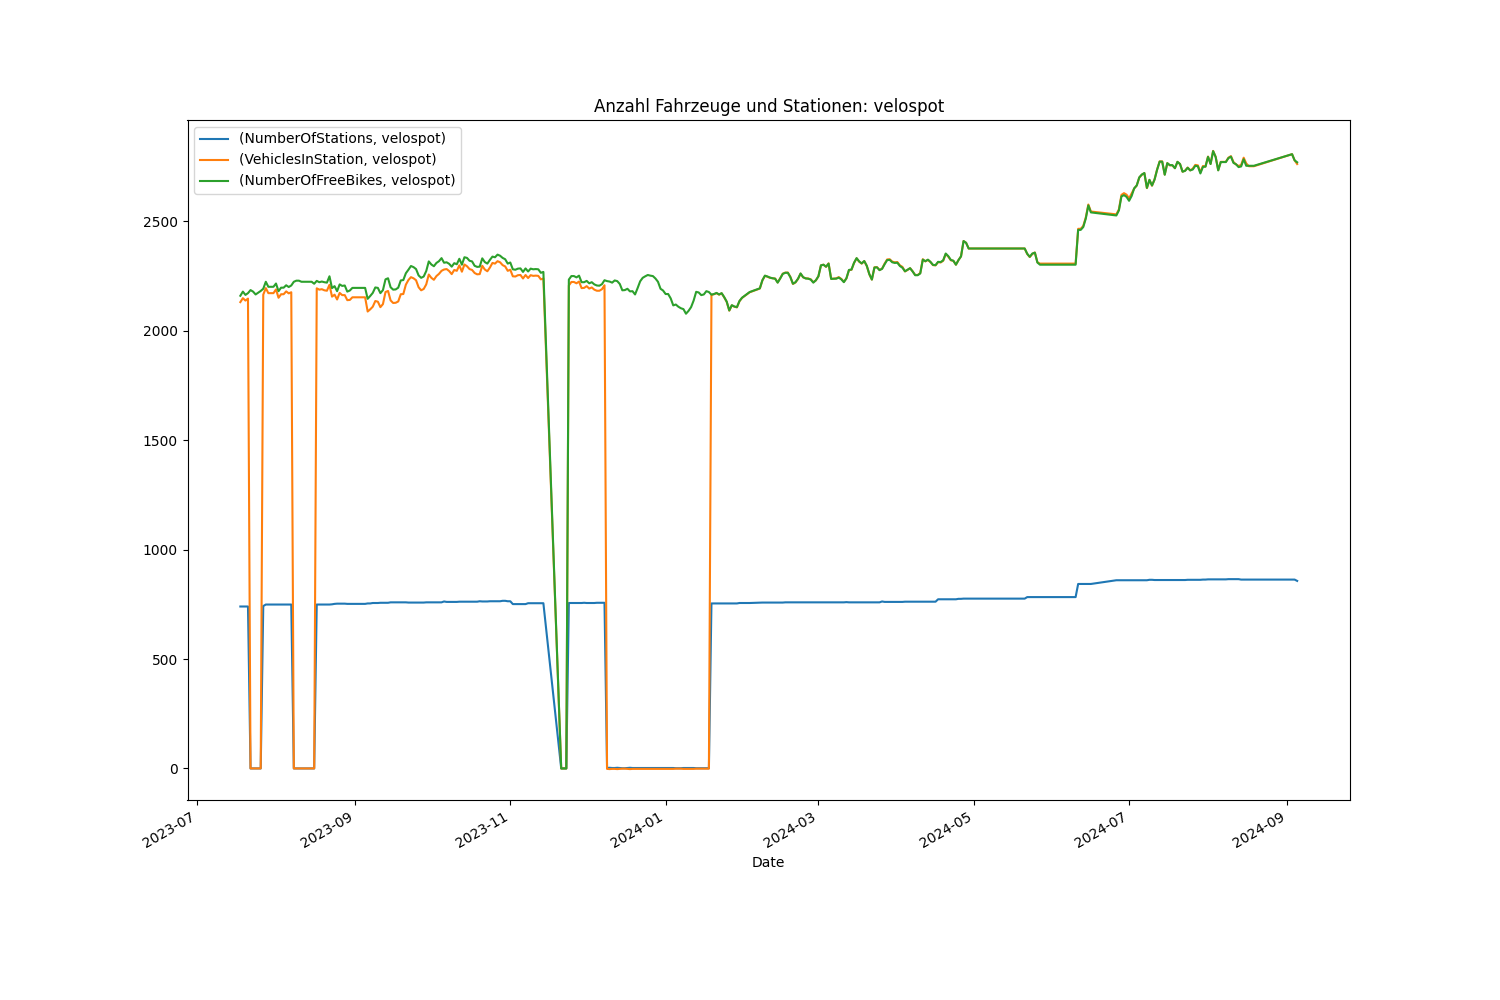 Anzahl Fahrzeuge und Stationen: velospot
(NumberOfStations, velospot)
(VehiclesInStation, velospot)
(NumberOfFreeBikes, velospot)
2500
2000
1500
1000
500
0
2023-07
2023-09
2023-11
2024-01
2024-03
2024-05
2024-07
2024-09
Date